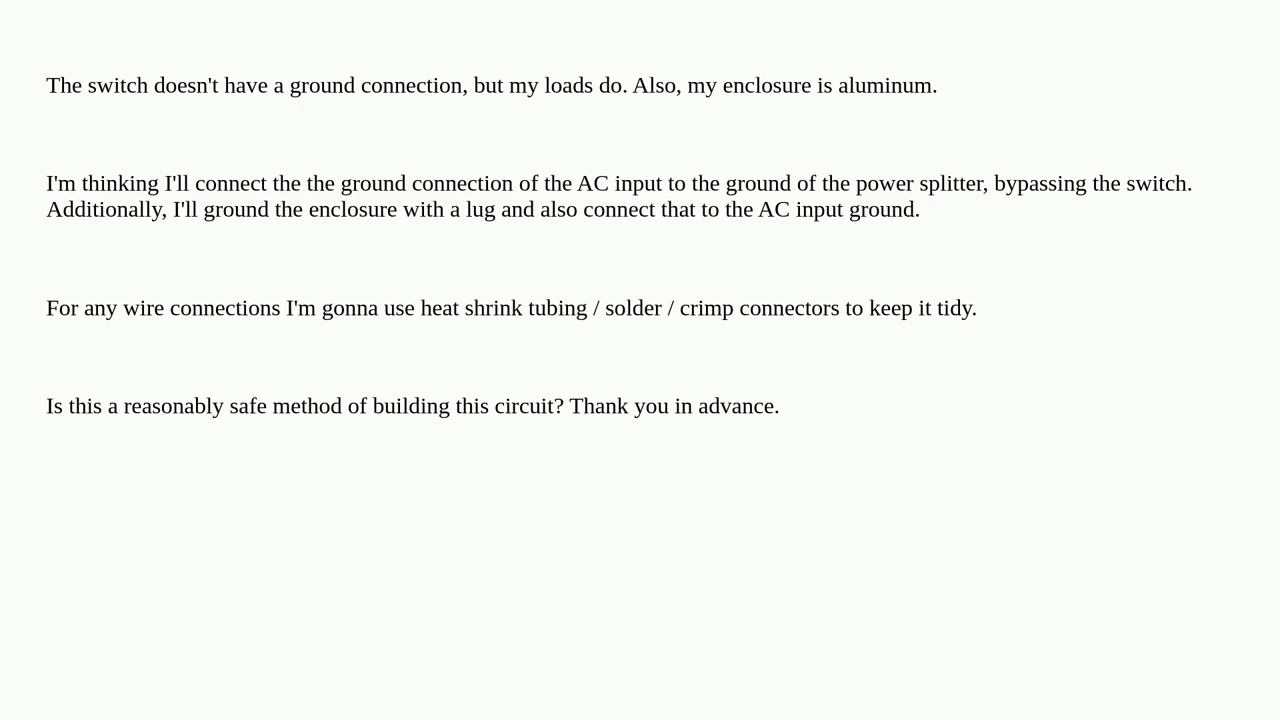 The switch doesn't have a ground connection, but my loads do. Also, my enclosure is aluminum.
I'm thinking I'll connect the the ground connection of the AC input to the ground of the power splitter, bypassing the switch.
Additionally, I'll ground the enclosure with a lug and also connect that to the AC input ground.
For any wire connections I'm gonna use heat shrink tubing / solder / crimp connectors to keep it tidy.
Is this a reasonably safe method of building this circuit? Thank you in advance.